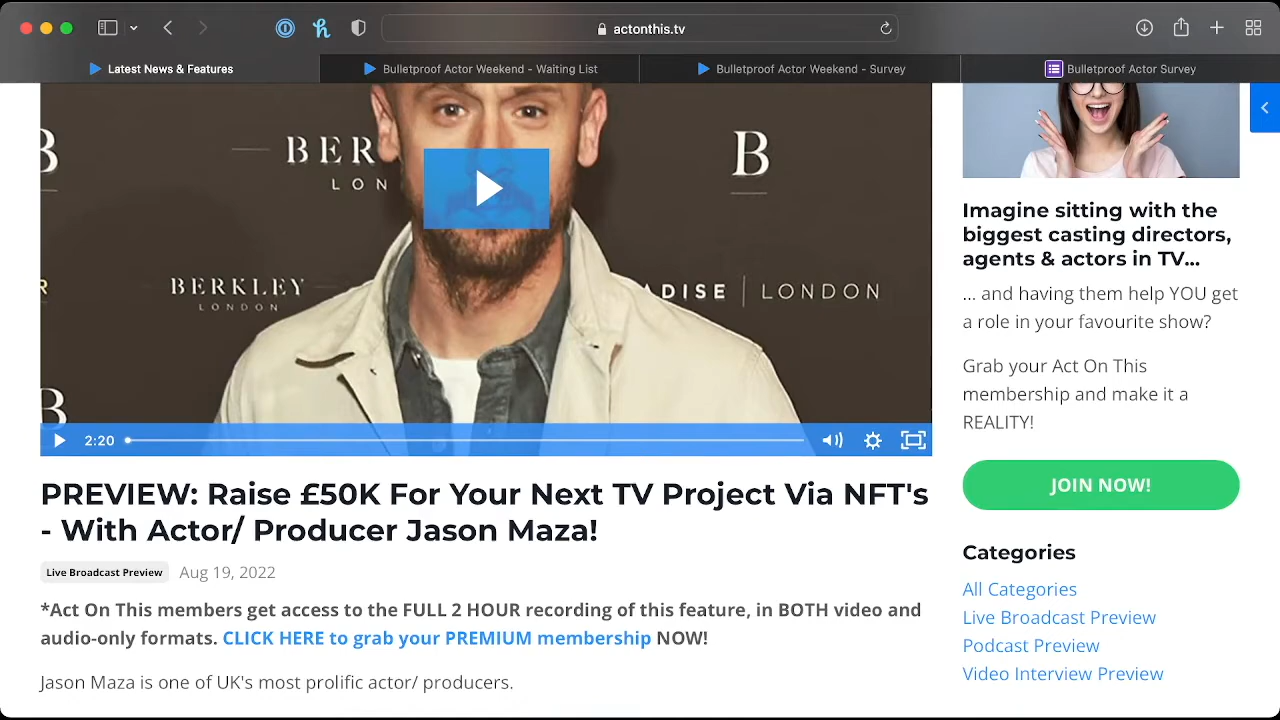 actonthis.tv
Latest News & Features
Bulletproof Actor Weekend - Waiting List
Bulletproof Actor Weekend - Survey
Bulletproof Actor Survey
B
BER
LON
B
BERKLEY
LONDON
R
ADISE | LONDON
B
2:20
PREVIEW: Raise £50K For Your Next TV Project Via NFT's
- With Actor/ Producer Jason Maza!
Live Broadcast Preview
Aug 19, 2022
*Act On This members get access to the FULL 2 HOUR recording of this feature, in BOTH video and
audio-only formats. CLICK HERE to grab your PREMIUM membership NOW!
Jason Maza is one of UK's most prolific actor/ producers.
Imagine sitting with the
biggest casting directors,
agents & actors in TV...
... and having them help YOU get
a role in your favourite show?
Grab your Act On This
membership and make it a
REALITY!
JOIN NOW!
Categories
All Categories
Live Broadcast Preview
Podcast Preview
Video Interview Preview